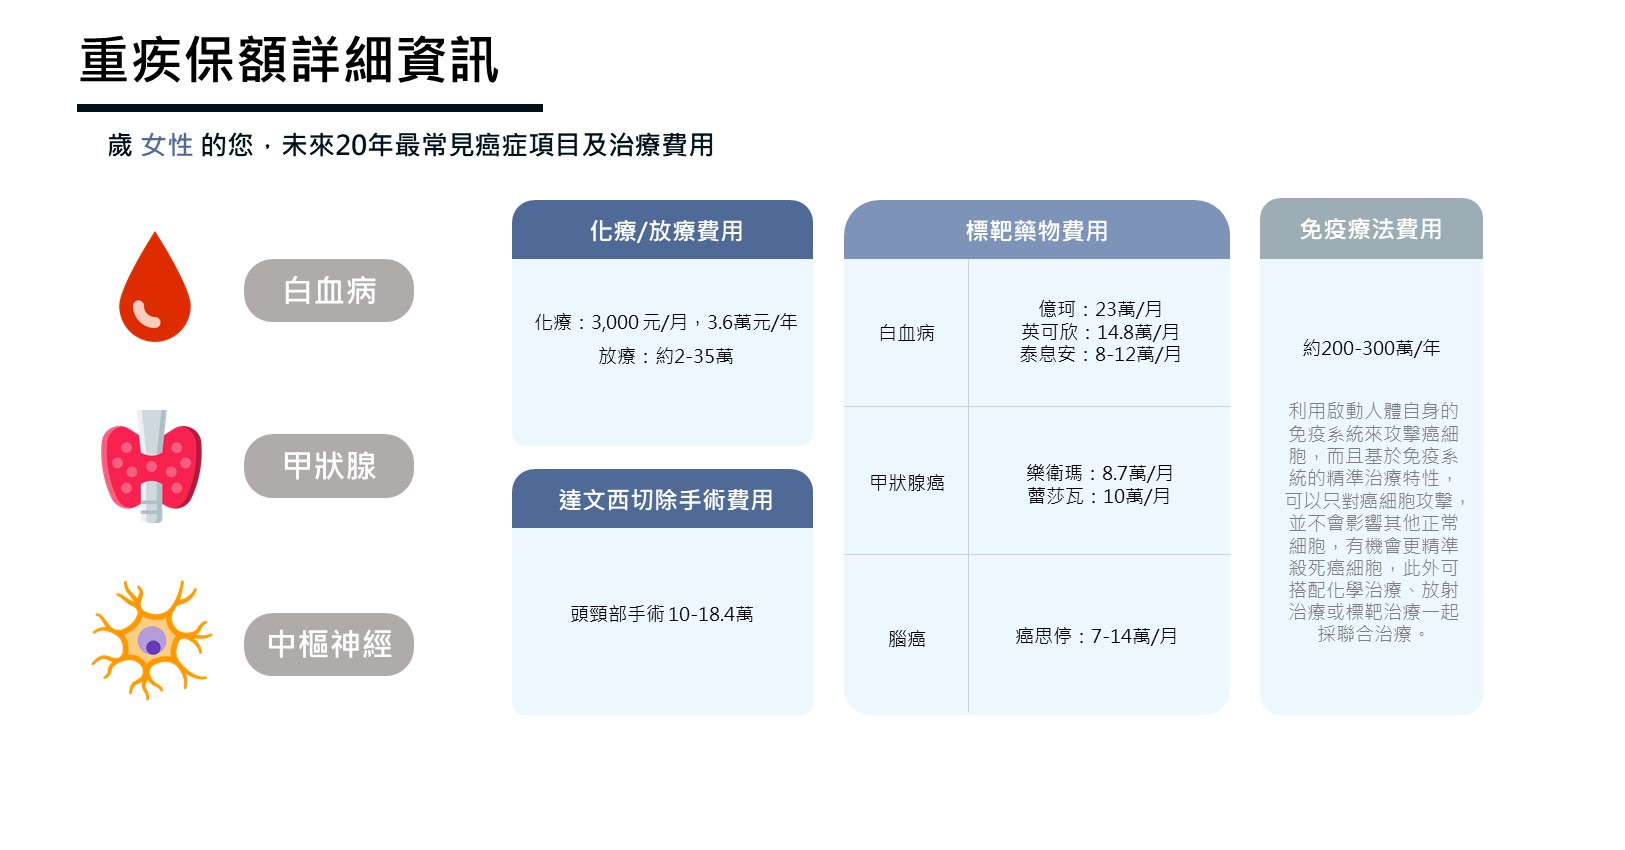 重疾保額詳細資訊
歲 女性 的您，未來20年最常見癌症項目及治療費用
白血病
甲狀腺
中樞神經
化療/放療費用
化療：3,000 元/月，3.6萬元/年
放療：約2-35萬
達文西切除手術費用
頭頸部手術 10-18.4萬
標靶藥物費用
白血病
億珂：23萬/月
英可欣：14.8萬/月
泰息安：8-12萬/月
甲狀腺癌
樂衛瑪：8.7萬/月
蕾莎瓦：10萬/月
腦癌
癌思停：7-14萬/月
免疫療法費用
約200-300萬/年
利用啟動人體自身的
免疫系統來攻擊癌細
胞，而且基於免疫系
統的精準治療特性，
可以只對癌細胞攻擊，
並不會影響其他正常
細胞，有機會更精準
殺死癌細胞，此外可
搭配化學治療、放射
治療或標靶治療一起
採聯合治療。